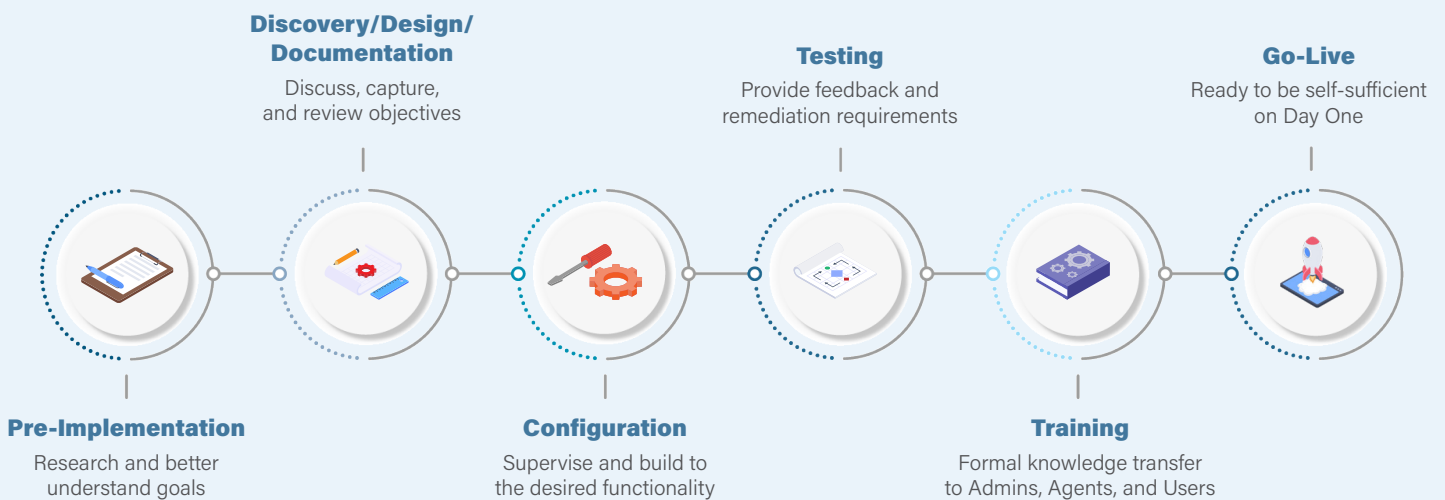 Pre-Implementation
Research and better
understand goals
Discovery/Design/
Documentation
Discuss, capture,
and review objectives
Configuration
Supervise and build to
the desired functionality
Testing
Provide feedback and
remediation requirements
Training
Formal knowledge transfer
to Admins, Agents, and Users
Go-Live
Ready to be self-sufficient
on Day One